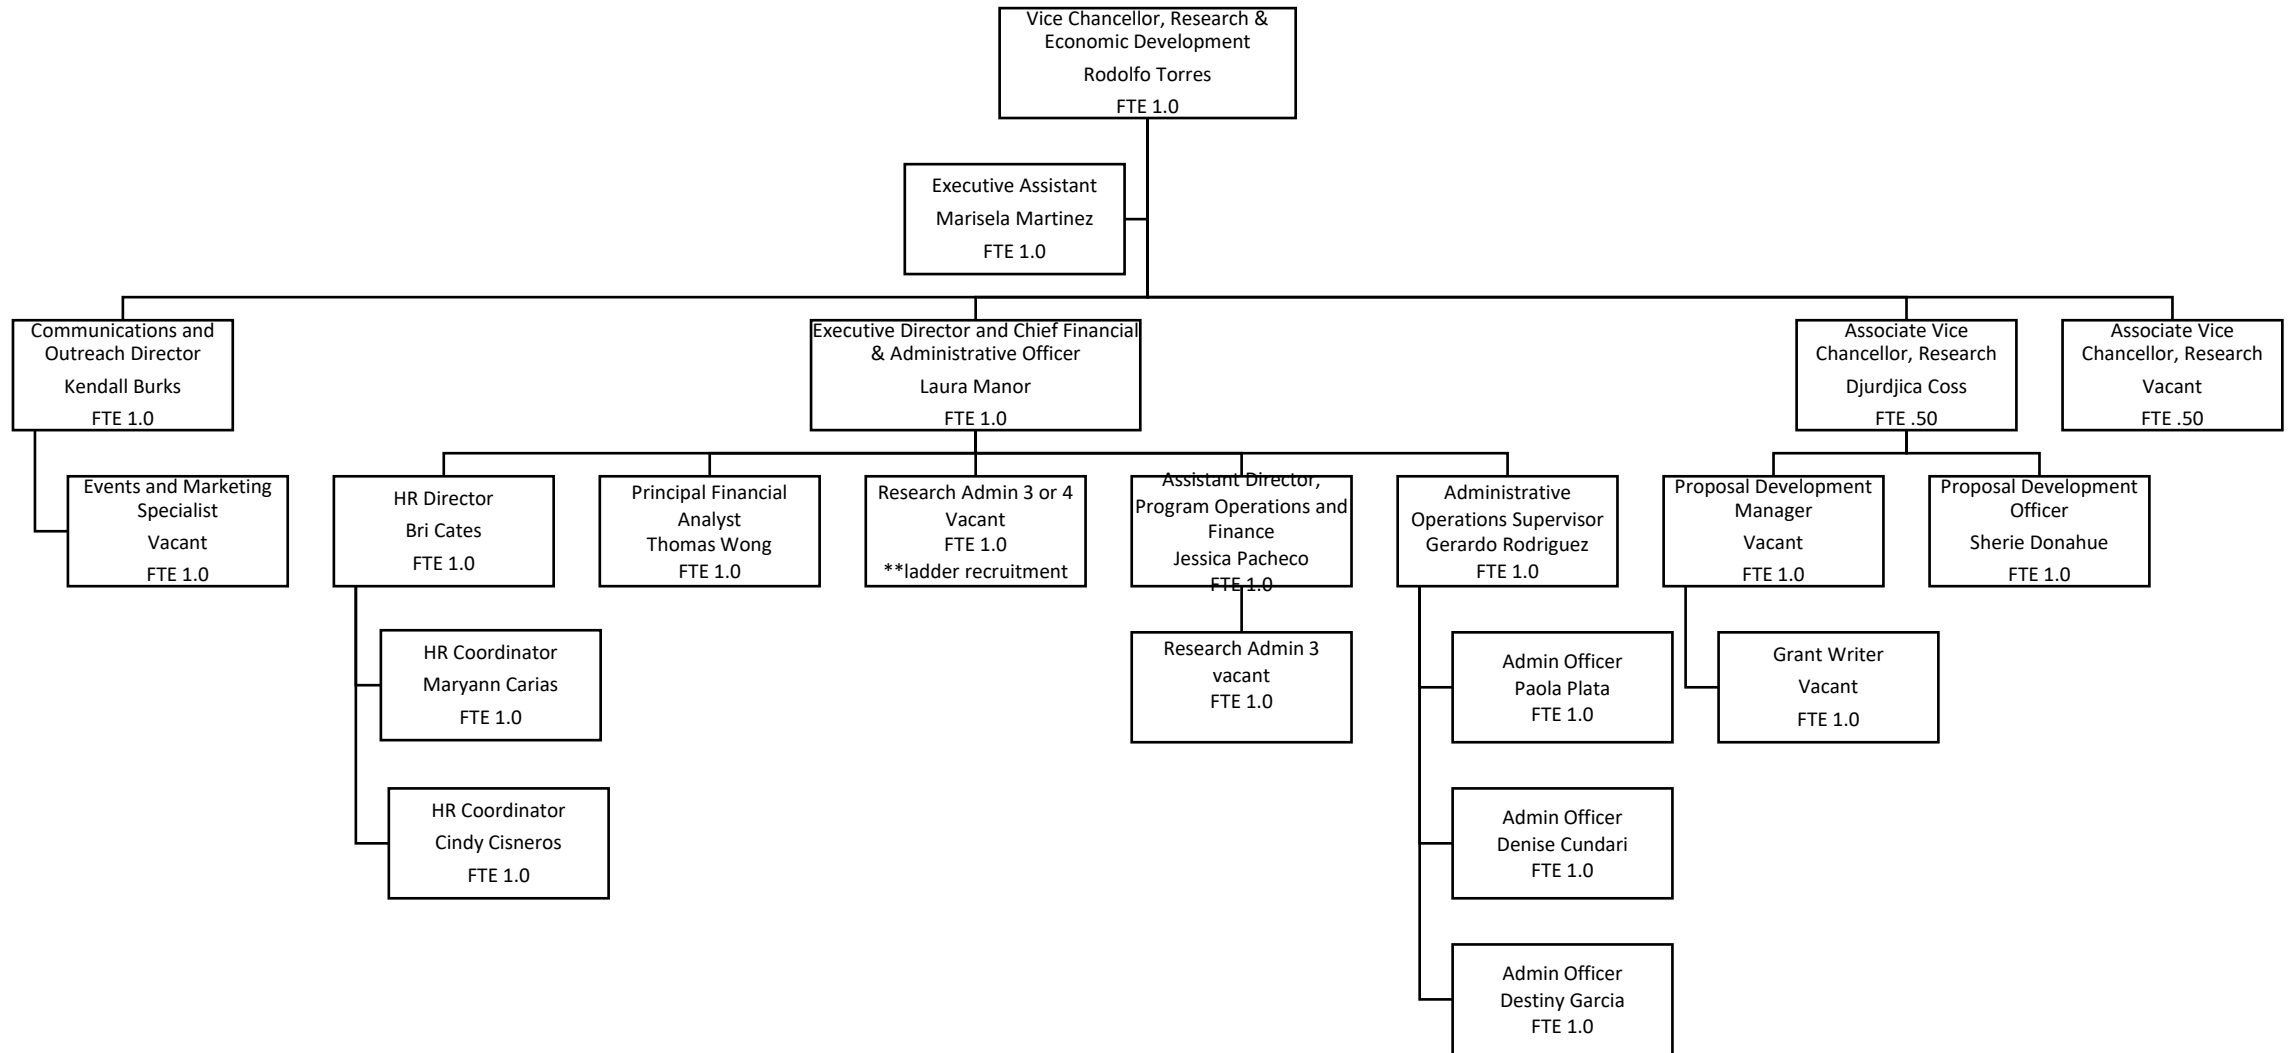 Vice Chancellor, Research &
Economic Development
Rodolfo Torres
FTE 1.0
Executive Assistant
Marisela Martinez
FTE 1.0
Communications and
Outreach Director
Kendall Burks
FTE 1.0
Executive Director and Chief Financial
& Administrative Officer
Laura Manor
FTE 1.0
Associate Vice
Chancellor, Research
Djurdjica Coss
FTE .50
Associate Vice
Chancellor, Research
Vacant
FTE .50
Events and Marketing
Specialist
Vacant
FTE 1.0
HR Director
Bri Cates
FTE 1.0
Principal Financial
Analyst
Thomas Wong
FTE 1.0
Research Admin 3 or 4
Vacant
FTE 1.0
**ladder recruitment
Assistant Director,
Program Operations and
Finance
Jessica Pacheco
FTE 1.0
Administrative
Operations Supervisor
Gerardo Rodriguez
FTE 1.0
Proposal Development
Manager
Vacant
FTE 1.0
Proposal Development
Officer
Sherie Donahue
FTE 1.0
HR Coordinator
Maryann Carias
FTE 1.0
Research Admin 3
vacant
FTE 1.0
Admin Officer
Paola Plata
FTE 1.0
Grant Writer
Vacant
FTE 1.0
HR Coordinator
Cindy Cisneros
FTE 1.0
Admin Officer
Denise Cundari
FTE 1.0
Admin Officer
Destiny Garcia
FTE 1.0